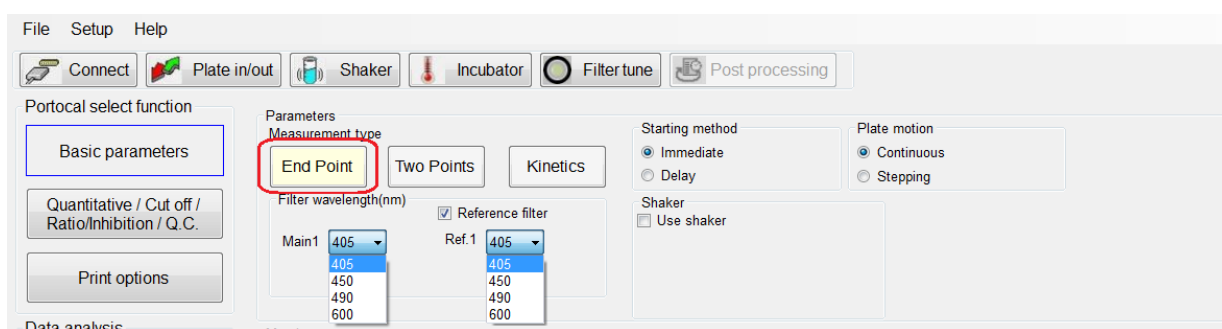 File Setup Help
Connect Plate in/out Shaker Incubator Filter tune Post processing
Portocal select function
Basic parameters
Quantitative / Cut off /
Ratio/Inhibition / Q.C.
Print options
Data analysis
Parameters
Measurement type
End Point Two Points Kinetics
Filter wavelength(nm)
Reference filter
Main1 405 Ref.1 405
405 405
450 450
490 490
600 600
Starting method
Immediate
Delay
Plate motion
Continuous
Stepping
Shaker
Use shaker